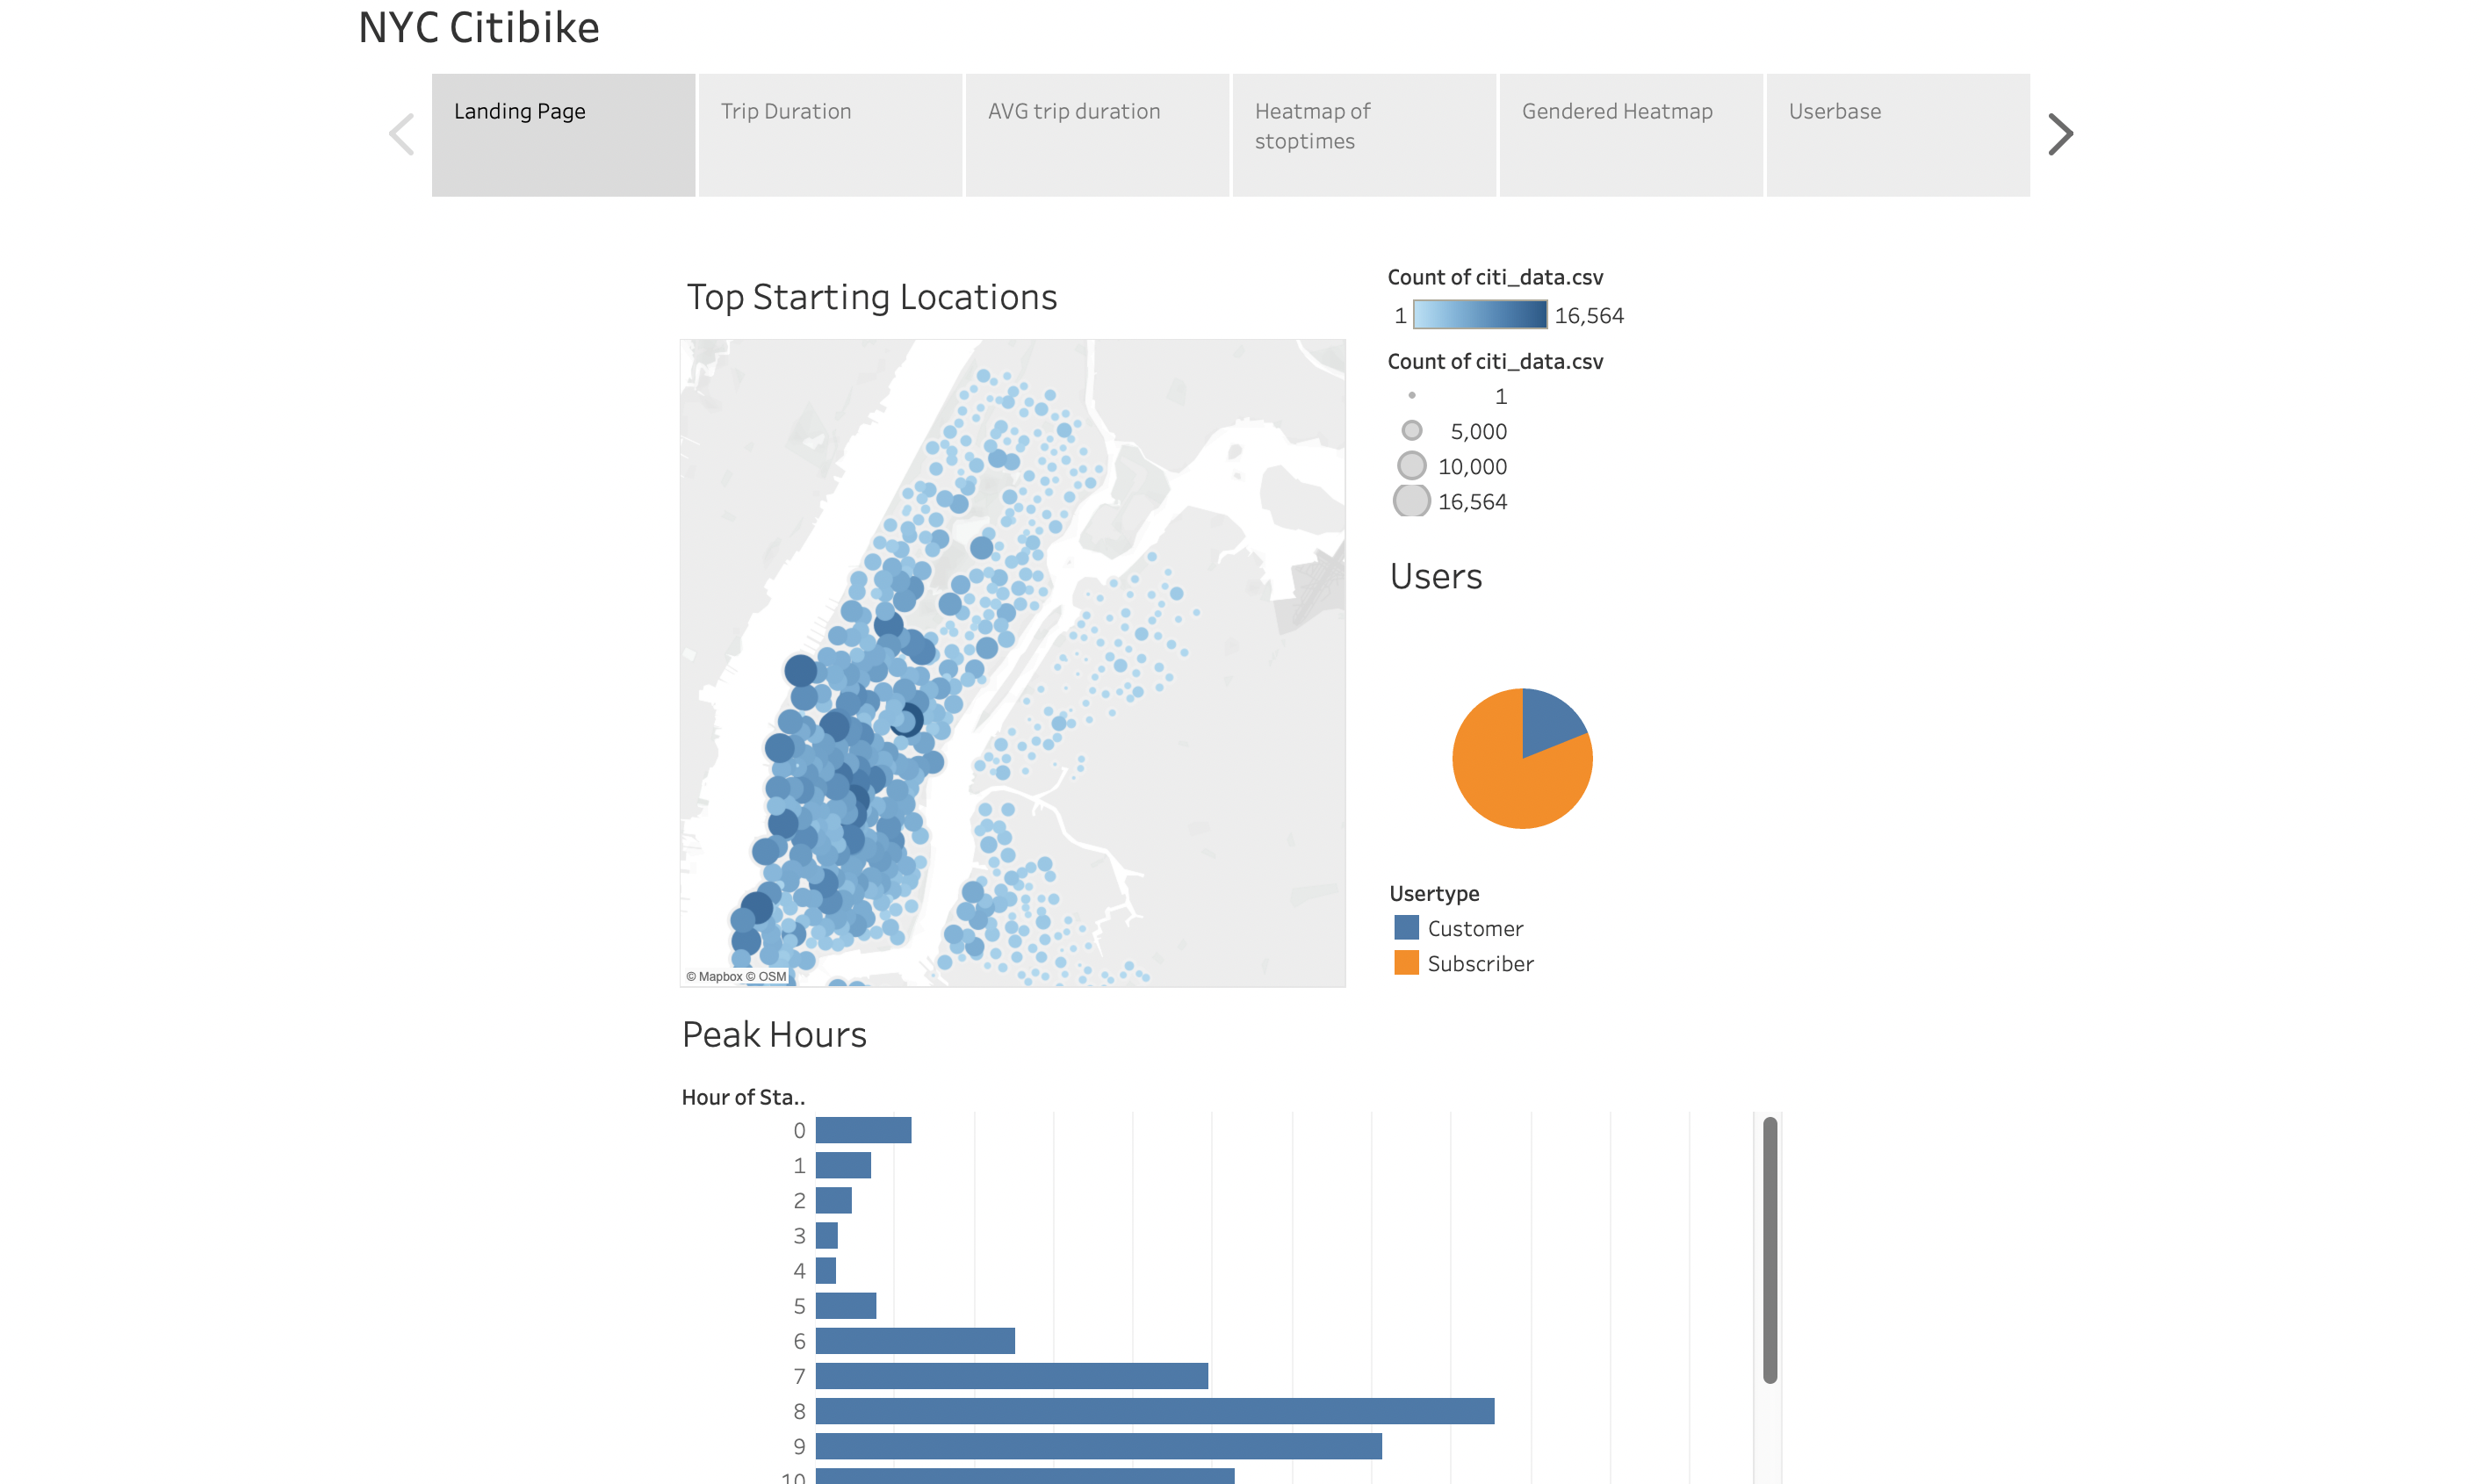 NYC Citibike
Landing Page
Trip Duration
AVG trip duration
Heatmap of
stoptimes
Gendered Heatmap
Userbase
Top Starting Locations
Count of citi_data.csv
1 16,564
Count of citi_data.csv
1
5,000
10,000
16,564
Users
Usertype
Customer
Subscriber
© Mapbox © OSM
Peak Hours
Hour of Sta..
0
1
2
3
4
5
6
7
8
9
10